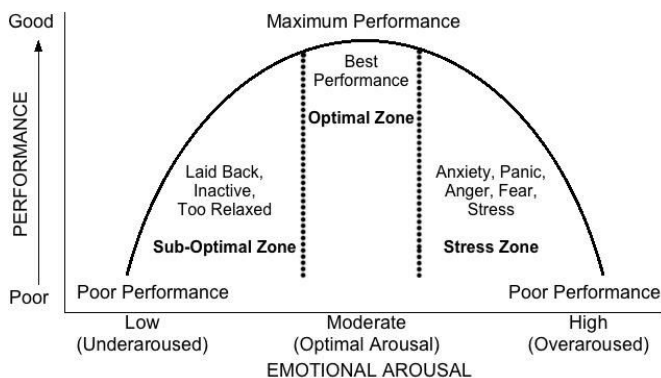 Good
Maximum Performance
Best
Performance
Optimal Zone
PERFORMANCE
Laid Back,
Inactive,
Too Relaxed
Sub-Optimal Zone
Anxiety, Panic,
Anger, Fear,
Stress
Stress Zone
Poor
Poor Performance
Poor Performance
Low
(Underaroused)
Moderate
(Optimal Arousal)
High
(Overaroused)
EMOTIONAL AROUSAL